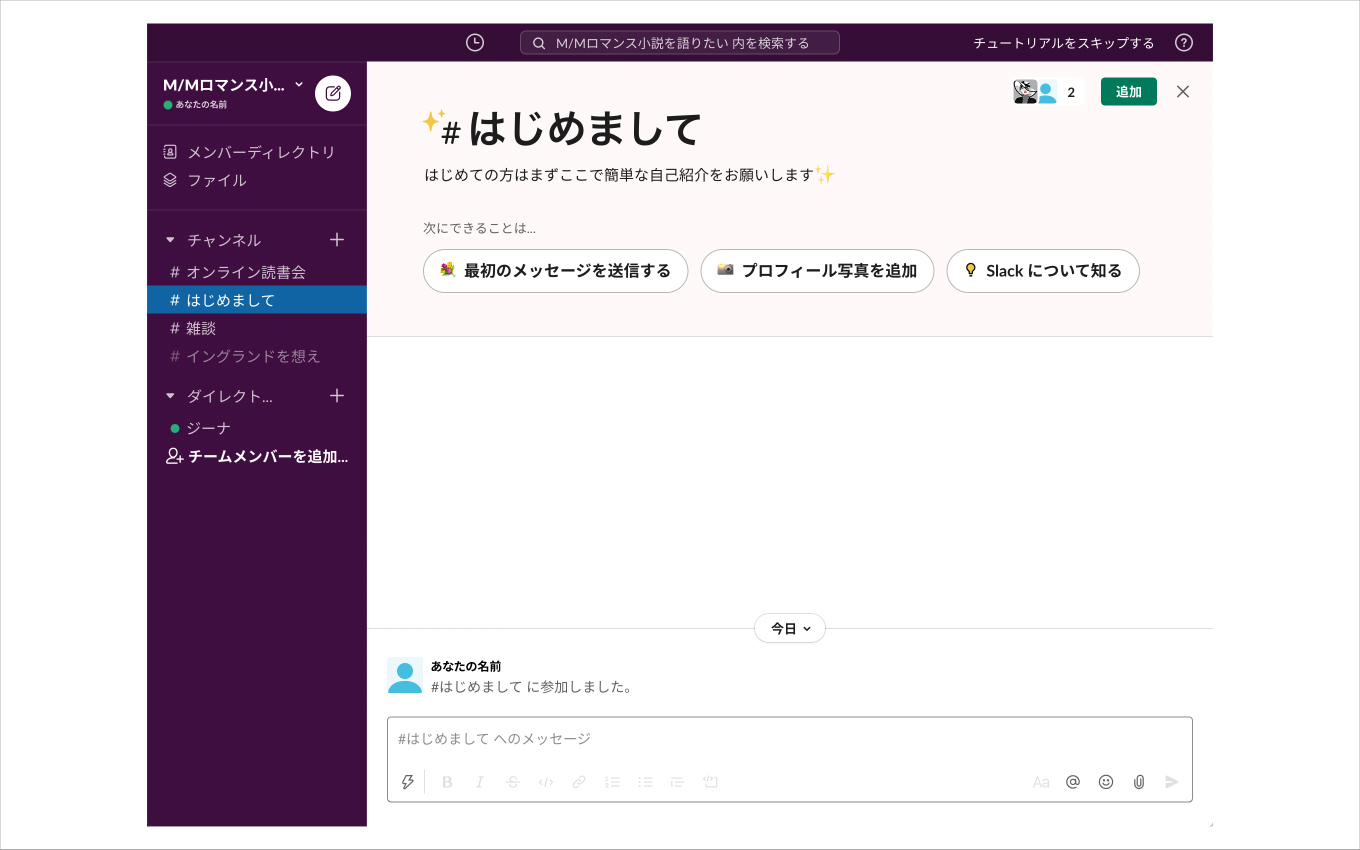 M/Mロマンス小説を語りたい 内を検索する
チュートリアルをスキップする
M/Mロマンス小...
あなたの名前
メンバーディレクトリ
ファイル
チャンネル
# オンライン読書会
# はじめまして
# 雑談
# イングランドを想え
ダイレクト...
ジーナ
チームメンバーを追加...
2
追加
# はじめまして
はじめての方はまずここで簡単な自己紹介をお願いします
次にできることは...
最初のメッセージを送信する
プロフィール写真を追加
Slack について知る
今日
あなたの名前
#はじめまして に参加しました。
#はじめまして へのメッセージ
B I S
Aa @